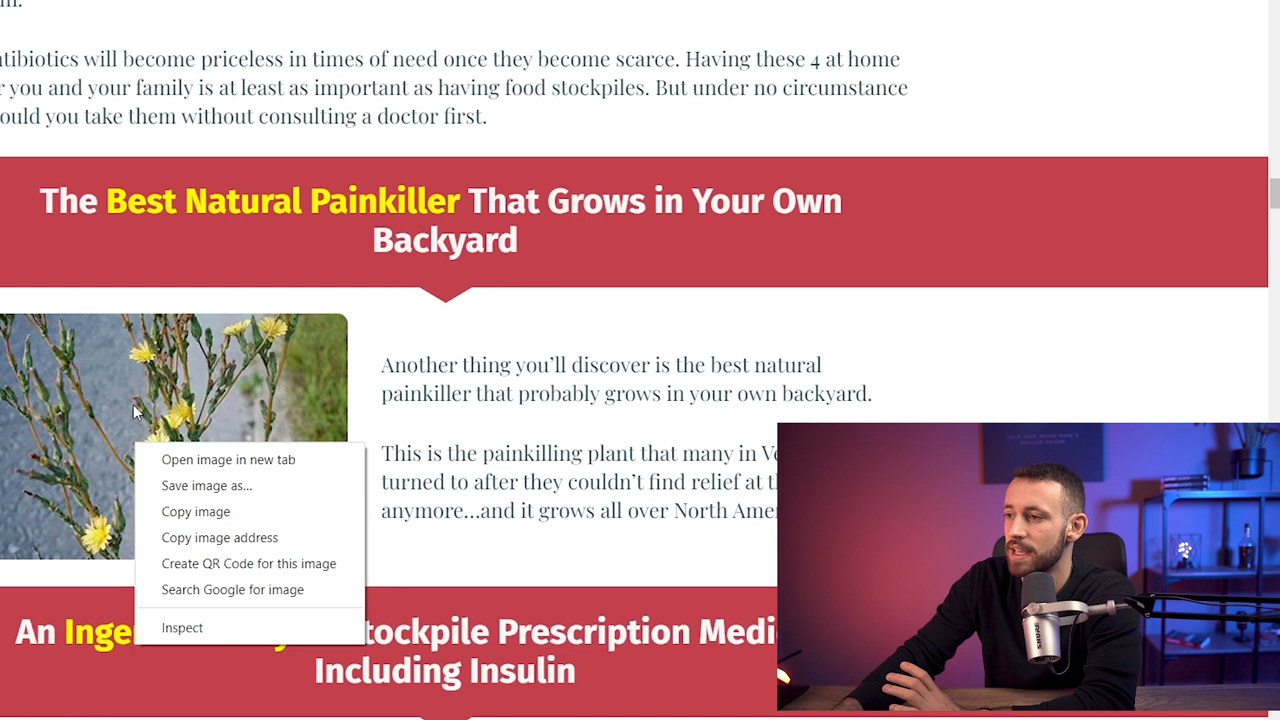 tibiotics will become priceless in times of need once they become scarce. Having these 4 at home
you and your family is at least as important as having food stockpiles. But under no circumstance
ould you take them without consulting a doctor first.
The Best Natural Painkiller That Grows in Your Own
Backyard
Another thing you’ll discover is the best natural
painkiller that probably grows in your own backyard.
This is the painkilling plant that many in Ve
turned to after they couldn’t find relief at t
anymore...and it grows all over North Amer
Open image in new tab
Save image as...
Copy image
Copy image address
Create QR Code for this image
Search Google for image
Inspect
An Inge tockpile Prescription Medi
Including Insulin
SHURE